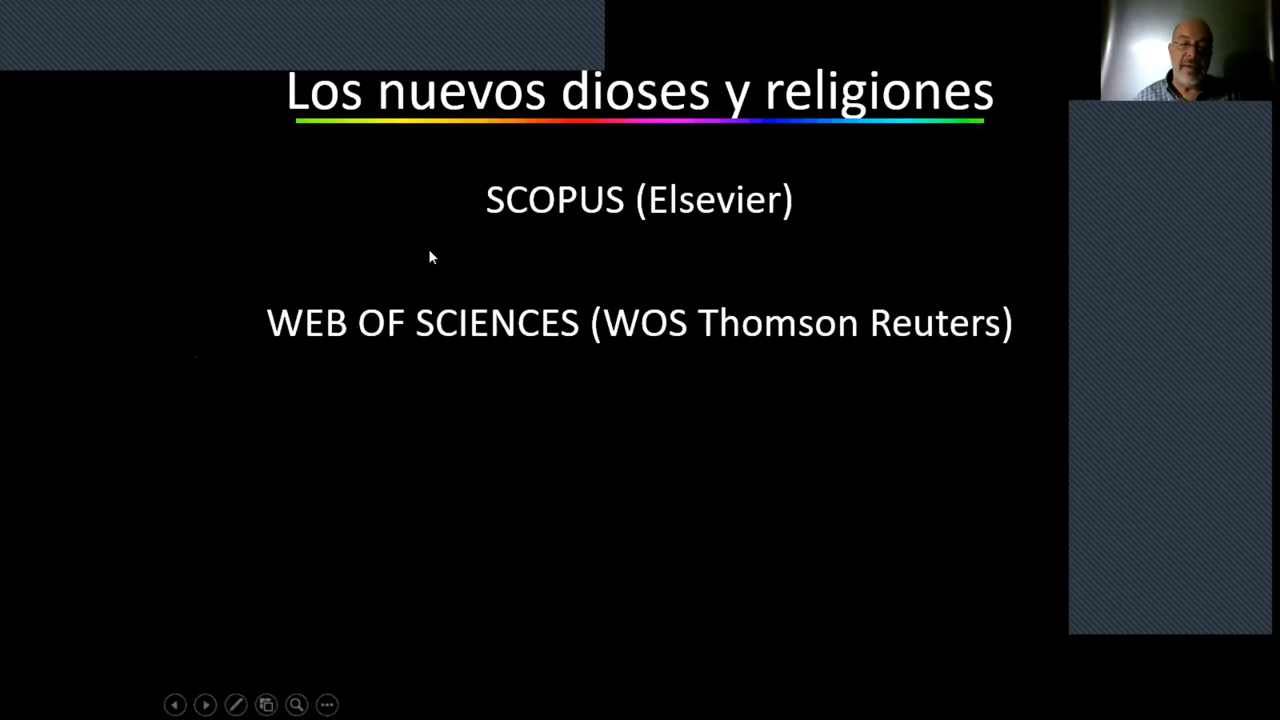 Los nuevos dioses y religiones
SCOPUS (Elsevier)
WEB OF SCIENCES (WOS Thomson Reuters)